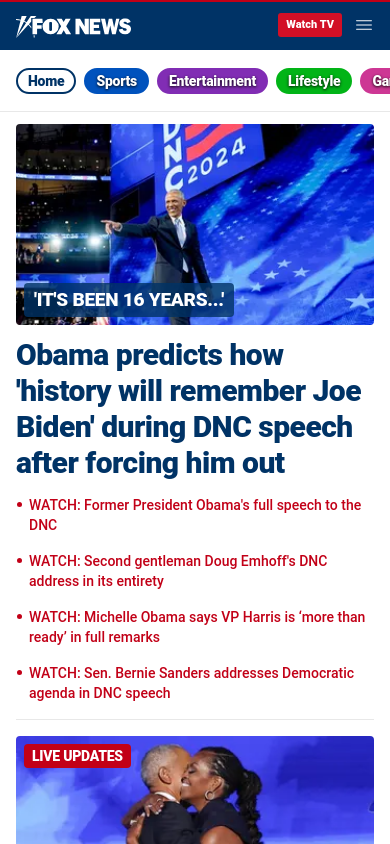 FOX NEWS
Watch TV
Home
Sports
Entertainment
Lifestyle
DNC
2024
'IT'S BEEN 16 YEARS...'
Obama predicts how
'history will remember Joe
Biden' during DNC speech
after forcing him out
WATCH: Former President Obama's full speech to the
DNC
WATCH: Second gentleman Doug Emhoff's DNC
address in its entirety
WATCH: Michelle Obama says VP Harris is ‘more than
ready’ in full remarks
WATCH: Sen. Bernie Sanders addresses Democratic
agenda in DNC speech
LIVE UPDATES